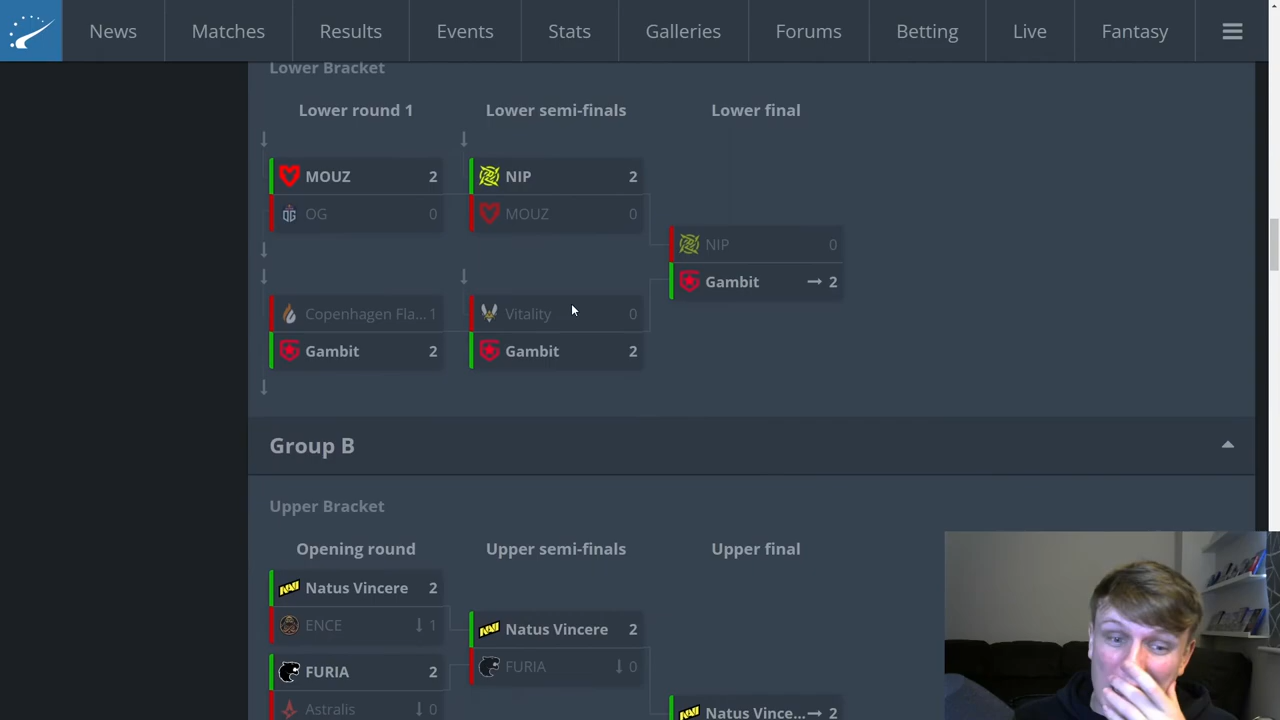 News Matches Results Events Stats Galleries Forums Betting Live Fantasy
Lower Bracket
Lower round 1 Lower semi-finals Lower final
MOUZ 2 NIP 2
OG 0 MOUZ 0
NIP 0
Gambit → 2
Copenhagen Fla... 1 Vitality 0
Gambit 2 Gambit 2
Group B
Upper Bracket
Opening round Upper semi-finals Upper final
Natus Vincere 2
ENCE ↓ 1 Natus Vincere 2
FURIA 2 FURIA ↓ 0
Astralis ↓ 0 Natus Vince... → 2